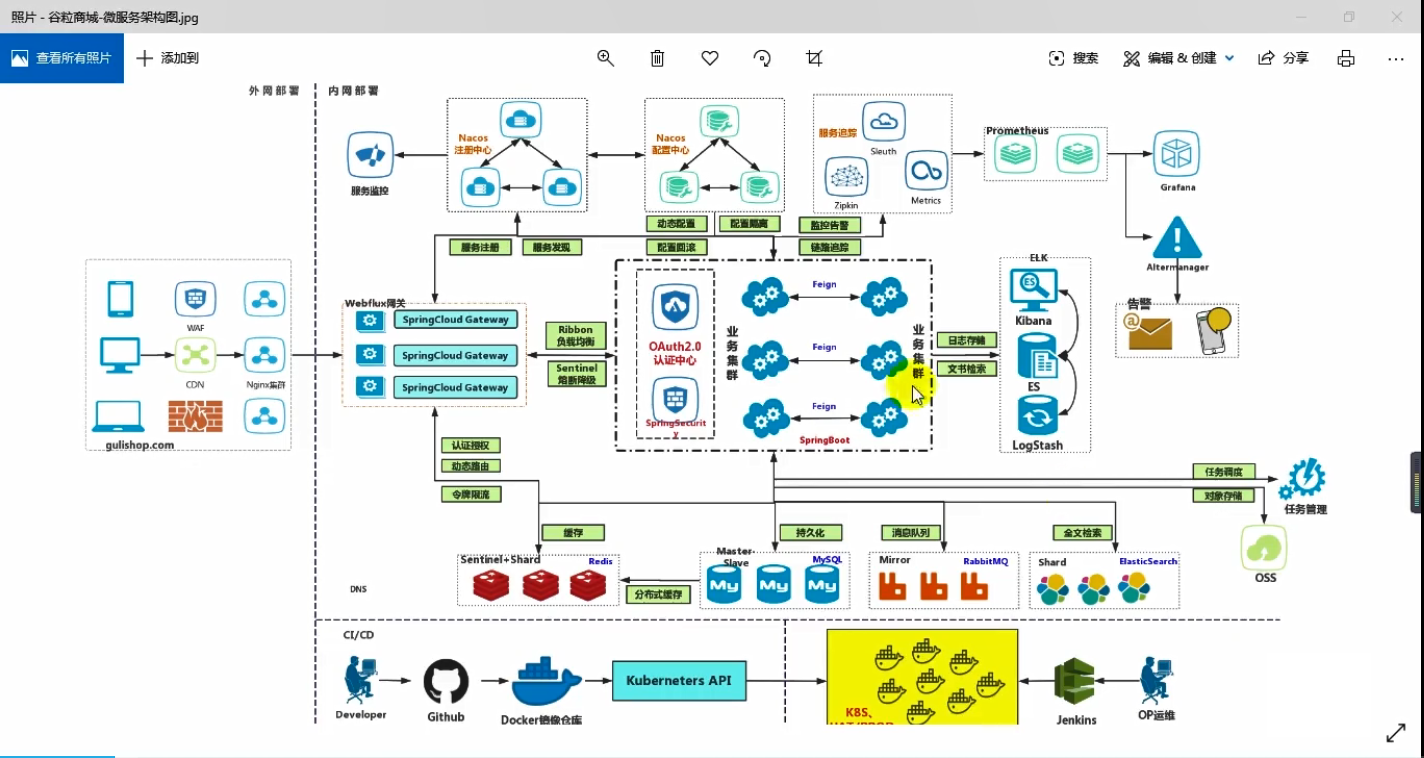 照片 - 谷粒商城-微服务架构图.jpg
查看所有照片
添加到
搜索
编辑 & 创建
分享
外网部署
内网部署
服务监控
Nacos
注册中心
Nacos
配置中心
服务追踪
Sleuth
Zipkin
Metrics
Prometheus
Grafana
Altermanager
告警
服务注册
服务发现
动态配置
配置隔离
配置回滚
监控告警
链路追踪
WAF
CDN
Nginx集群
gulishop.com
Webflux网关
SpringCloud Gateway
SpringCloud Gateway
SpringCloud Gateway
Ribbon
负载均衡
Sentinel
熔断降级
OAuth2.0
认证中心
SpringSecurit
y
业务集群
Feign
Feign
Feign
SpringBoot
业务集群
日志存储
文书检索
ELK
Kibana
ES
LogStash
认证授权
动态路由
令牌限流
任务调度
对象存储
任务管理
OSS
缓存
持久化
消息队列
全文检索
Sentinel+Shard
Redis
分布式缓存
Master-
Slave
MySQL
My
My
My
Mirror
RabbitMQ
Shard
ElasticSearch
DNS
CI/CD
Developer
Github
Docker镜像仓库
Kuberneters API
K8S、
Jenkins
OP运维